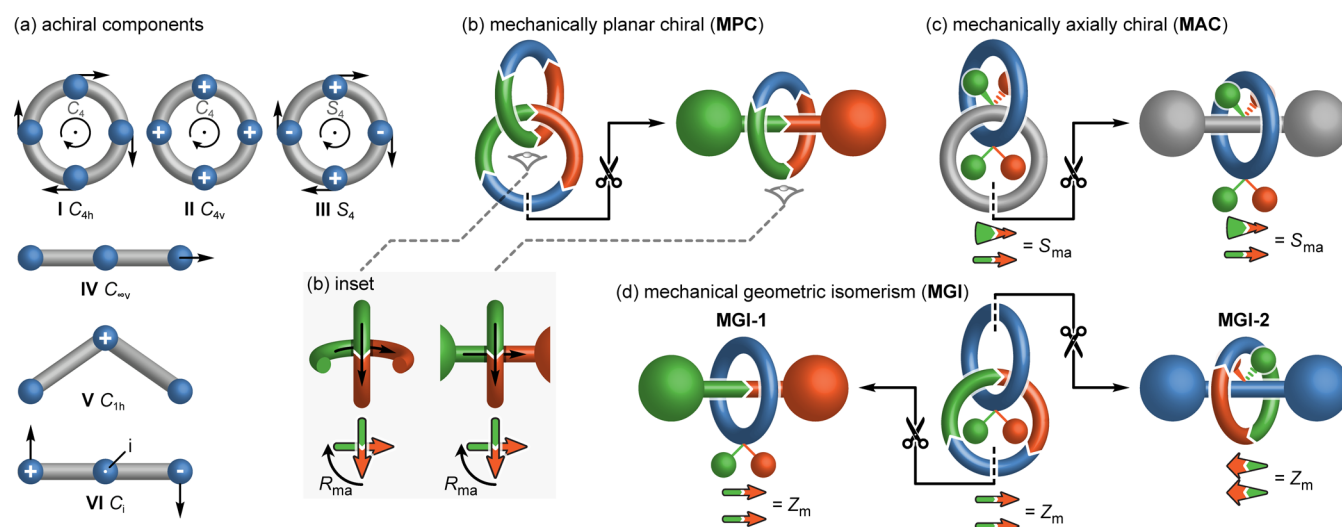 (a) achiral components
C4
C4
S4
+
+
+
+
+
-
-
+
I C4h
II C4v
III S4
IV C∞v
+
V C1h
i
+
-
VI Ci
(b) mechanically planar chiral (MPC)
(b) inset
Rma
Rma
(c) mechanically axially chiral (MAC)
= Sma
= Sma
(d) mechanical geometric isomerism (MGI)
MGI-1
MGI-2
= Zm
= Zm
= Zm